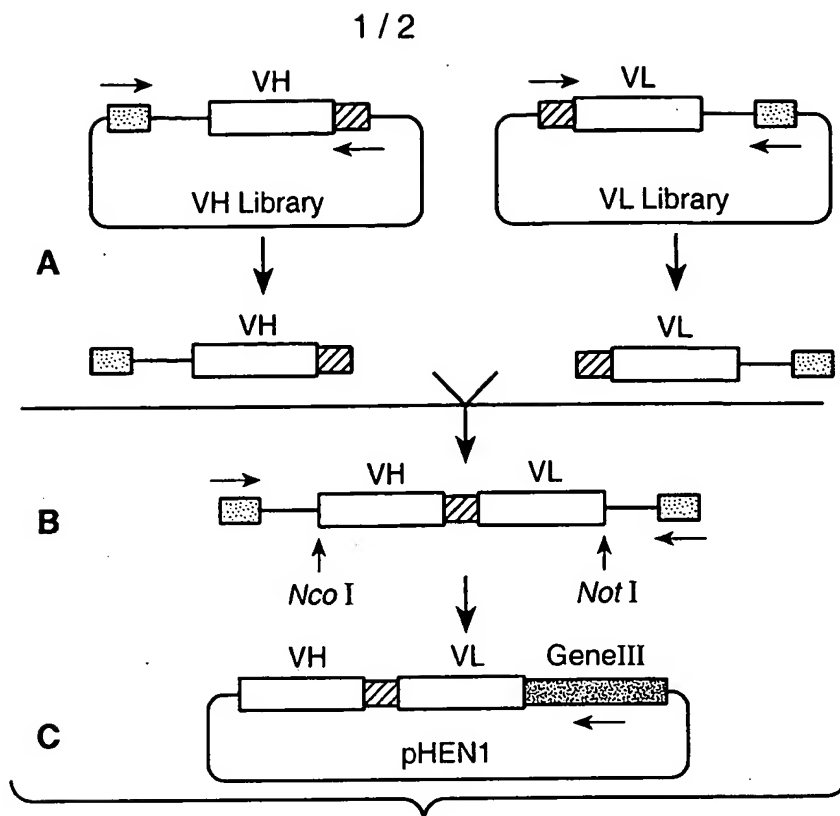 1 / 2
VH
VL
VH Library
VL Library
A
VH
VL
VH
VL
B
Nco I
Not I
VH
VL
GeneIII
C
pHEN1